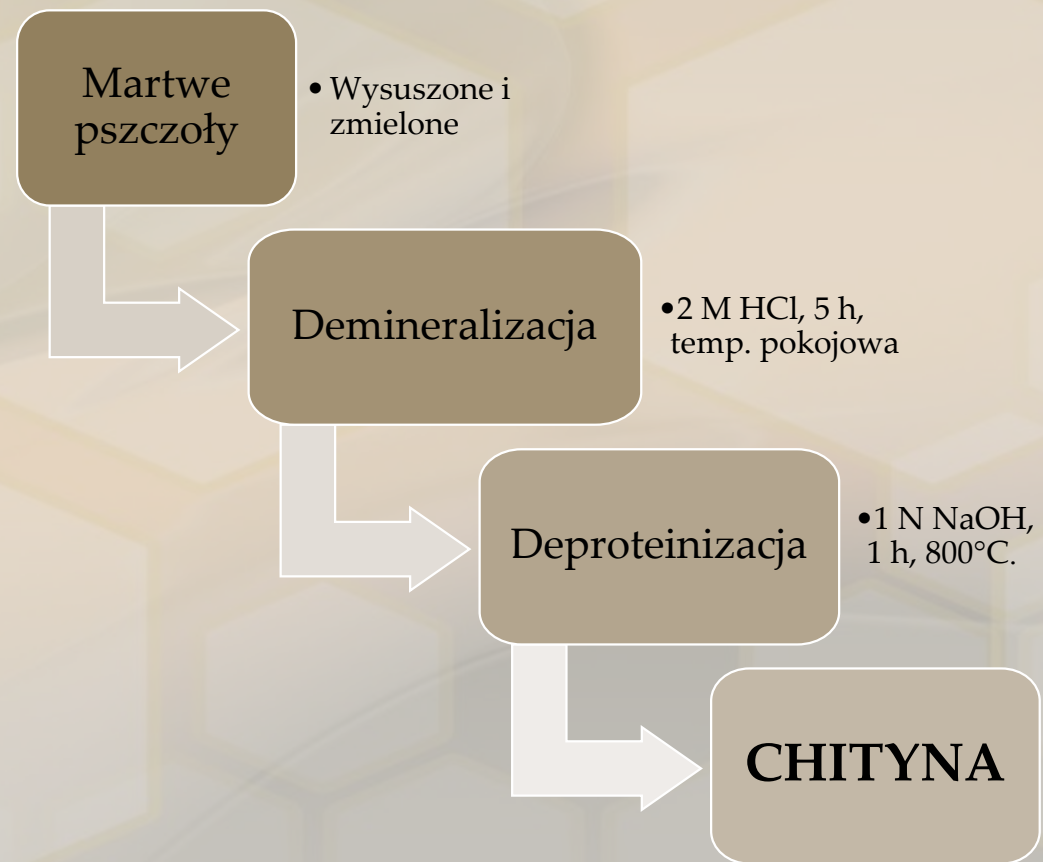 Martwe
pszczoły
• Wysuszone i
zmielone
Demineralizacja
•2 M HCl, 5 h,
temp. pokojowa
Deproteinizacja
•1 N NaOH,
1 h, 800°C.
CHITYNA